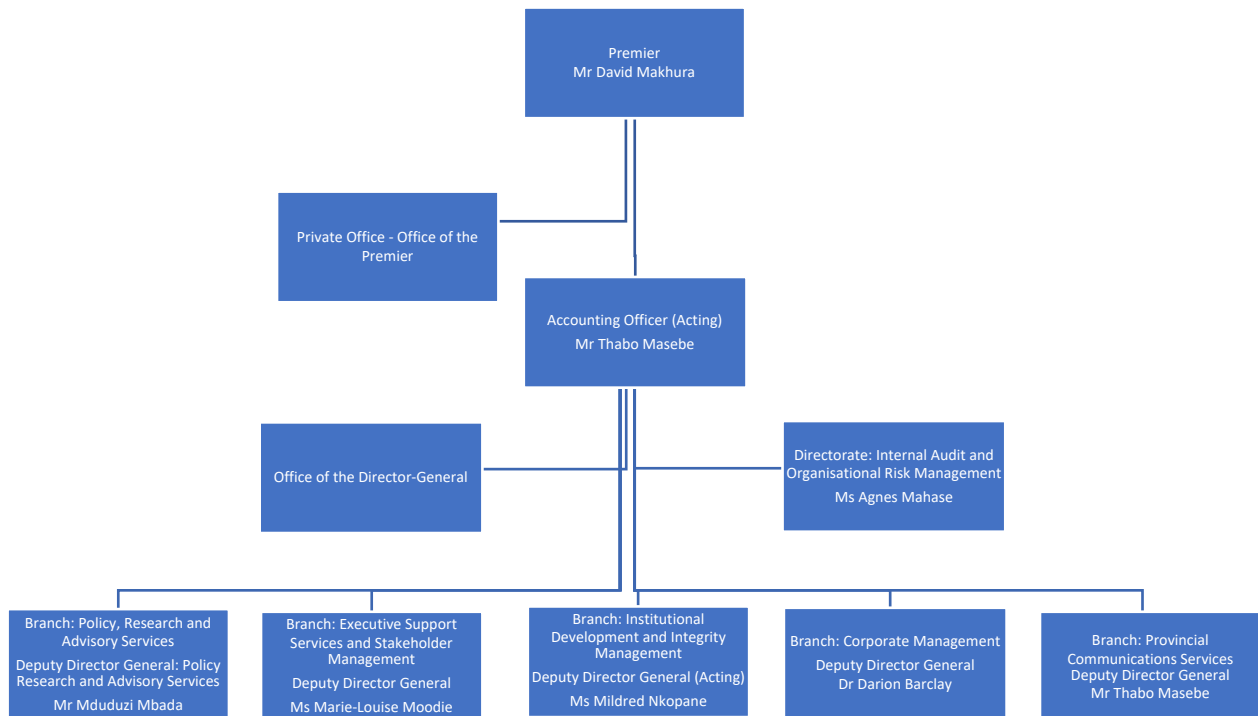 Premier
Mr David Makhura
Private Office - Office of the
Premier
Accounting Officer (Acting)
Mr Thabo Masebe
Office of the Director-General
Directorate: Internal Audit and
Organisational Risk Management
Ms Agnes Mahase
Branch: Policy, Research and
Advisory Services
Deputy Director General: Policy
Research and Advisory Services
Mr Mduduzi Mbada
Branch: Executive Support
Services and Stakeholder
Management
Deputy Director General
Ms Marie-Louise Moodie
Branch: Institutional
Development and Integrity
Management
Deputy Director General (Acting)
Ms Mildred Nkopane
Branch: Corporate Management
Deputy Director General
Dr Darion Barclay
Branch: Provincial
Communications Services
Deputy Director General
Mr Thabo Masebe